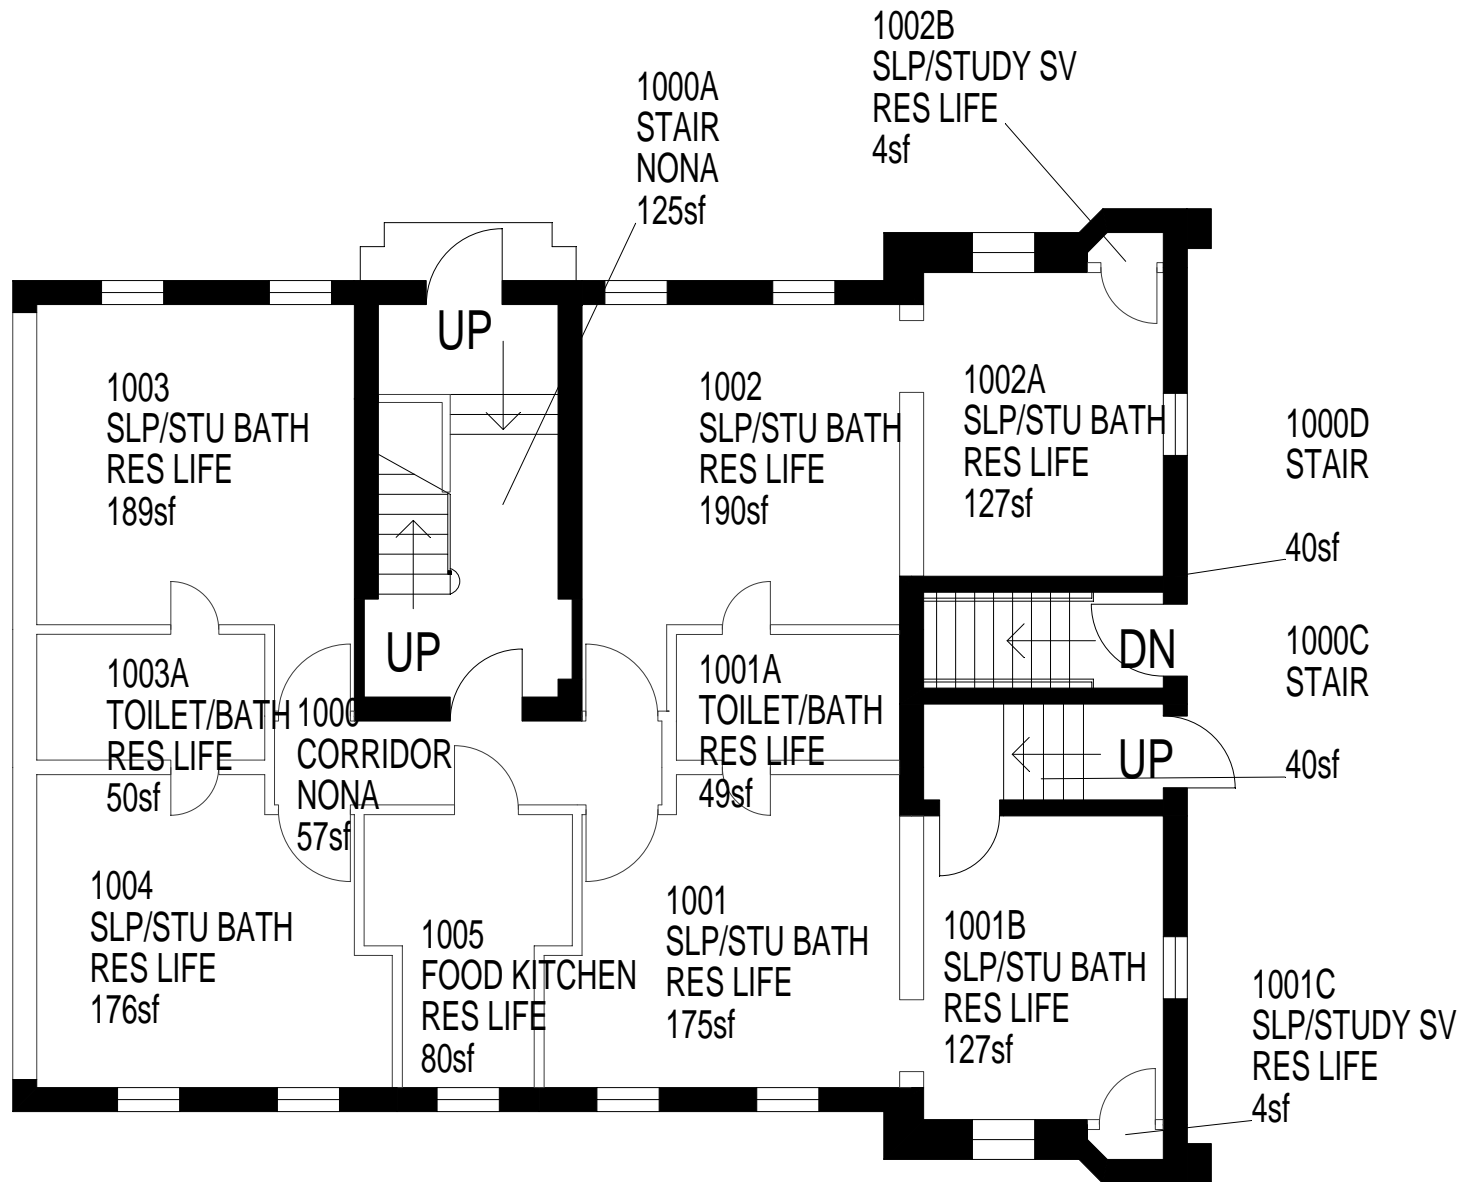 1002B
SLP/STUDY SV
RES LIFE
4sf
1000A
STAIR
NONA
125sf
UP
1003
SLP/STU BATH
RES LIFE
189sf
1002
SLP/STU BATH
RES LIFE
190sf
1002A
SLP/STU BATH
RES LIFE
127sf
1000D
STAIR
40sf
UP
DN
1000C
STAIR
40sf
UP
1003A
TOILET/BATH
RES LIFE
50sf
1000
CORRIDOR
NONA
57sf
1001A
TOILET/BATH
RES LIFE
49sf
1004
SLP/STU BATH
RES LIFE
176sf
1005
FOOD KITCHEN
RES LIFE
80sf
1001
SLP/STU BATH
RES LIFE
175sf
1001B
SLP/STU BATH
RES LIFE
127sf
1001C
SLP/STUDY SV
RES LIFE
4sf